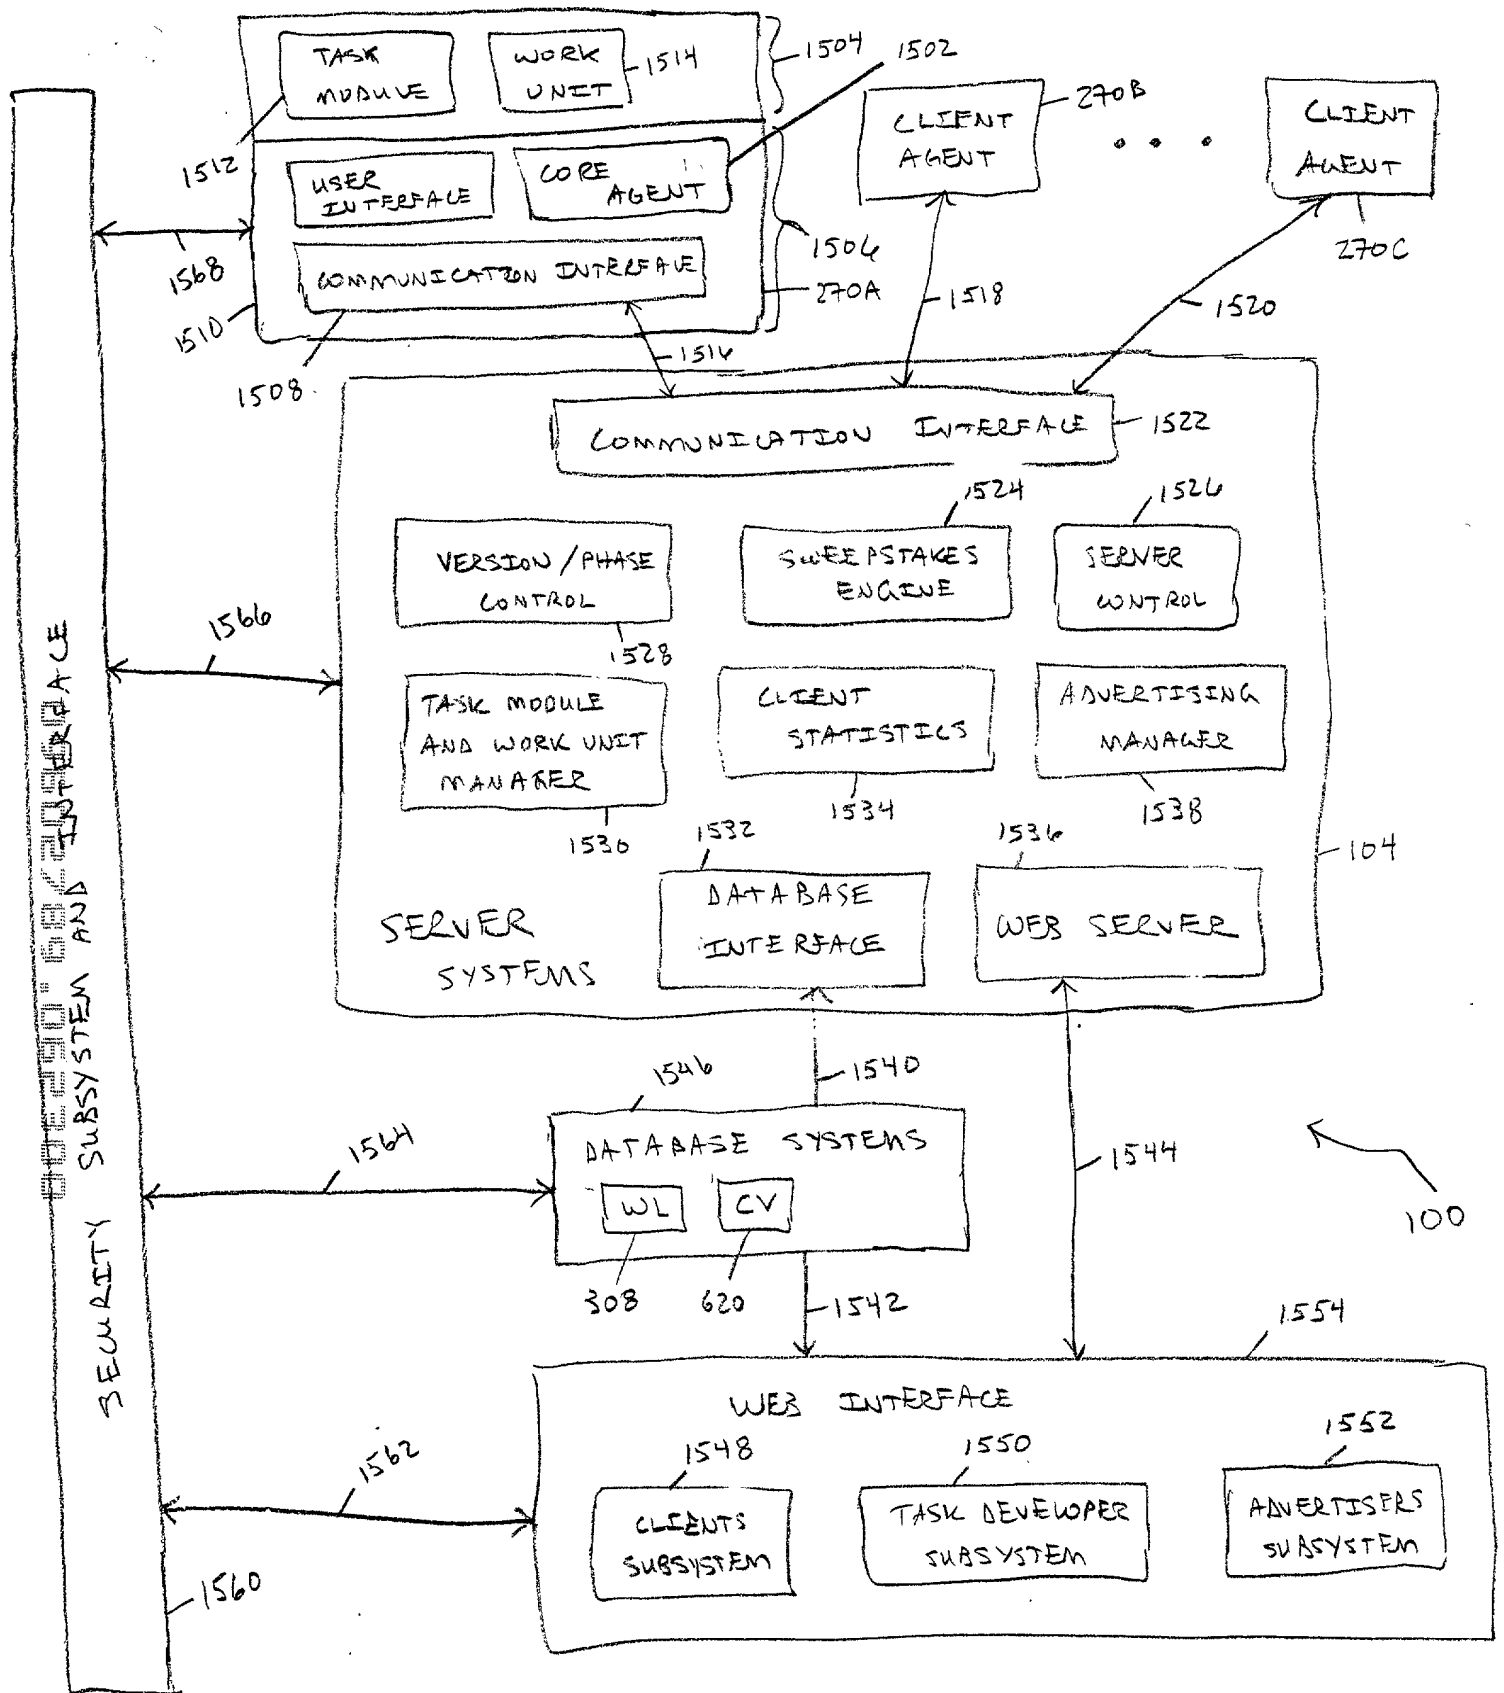 TASK
MODULE
WORK
UNIT
1514
1504
1502
1512
USER
INTERFACE
CORE
AGENT
1506
COMMUNICATION INTERFACE
270A
1568
1510
1508
CLIENT
AGENT
270B
CLIENT
AGENT
270C
1516
1518
1520
COMMUNICATION INTERFACE
1522
1524
1526
VERSION/PHASE
CONTROL
SWEEPSTAKES
ENGINE
SERVER
CONTROL
1566
1528
TASK MODULE
AND WORK UNIT
MANAGER
CLIENT
STATISTICS
ADVERTISING
MANAGER
1530
1532
1534
1536
1538
104
SERVER
SYSTEMS
DATABASE
INTERFACE
WEB SERVER
1546
1540
1564
DATABASE SYSTEMS
WL
CV
1544
100
308
620
1542
1554
WEB INTERFACE
1562
1548
1550
1552
CLIENTS
SUBSYSTEM
TASK DEVELOPER
SUBSYSTEM
ADVERTISERS
SUBSYSTEM
1560
SECURITY SUBSYSTEM AND INTERFACE